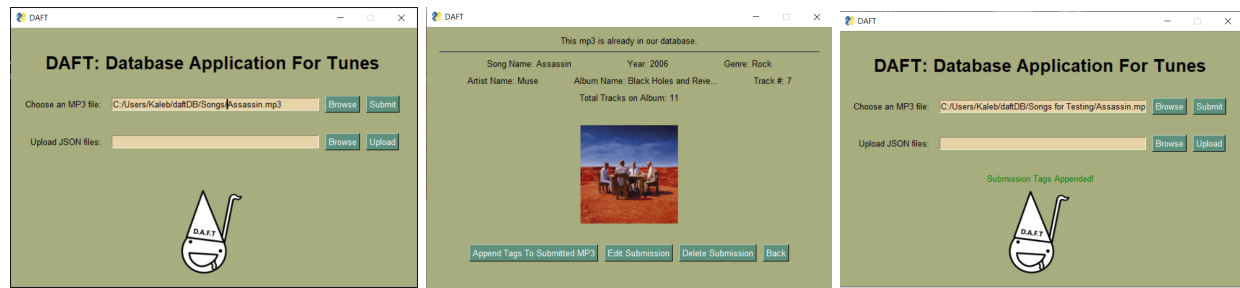 DAFT
DAFT: Database Application For Tunes
Choose an MP3 file: C:/Users/Kaleb/daftDB/Songs/Assassin.mp3 Browse Submit
Upload JSON files: Browse Upload
D.A.F.T
DAFT
This mp3 is already in our database.
Song Name: Assassin Year: 2006 Genre: Rock
Artist Name: Muse Album Name: Black Holes and Reve... Track #: 7
Total Tracks on Album: 11
Append Tags To Submitted MP3 Edit Submission Delete Submission Back
DAFT
DAFT: Database Application For Tunes
Choose an MP3 file: C:/Users/Kaleb/daftDB/Songs for Testing/Assassin.mp Browse Submit
Upload JSON files: Browse Upload
Submission Tags Appended!
D.A.F.T